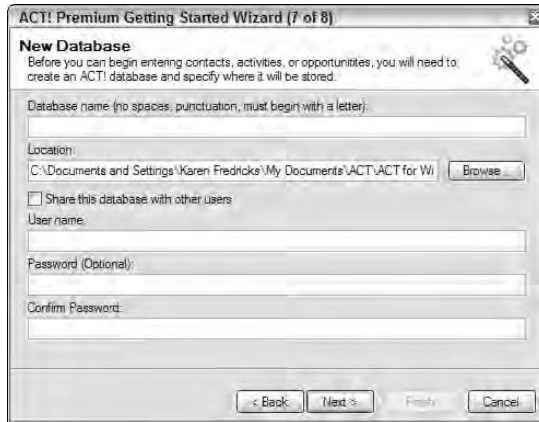 ACT! Premium Getting Started Wizard (7 of 8)
New Database
Before you can begin entering contacts, activities, or opportunitites, you will need to
create an ACT! database and specify where it will be stored.
Database name (no spaces, punctuation, must begin with a letter):
Location:
C:\Documents and Settings\Karen Fredricks\My Documents\ACT\ACT for Wi
Browse...
Share this database with other users
User name:
Password (Optional):
Confirm Password:
< Back
Next >
Finish
Cancel